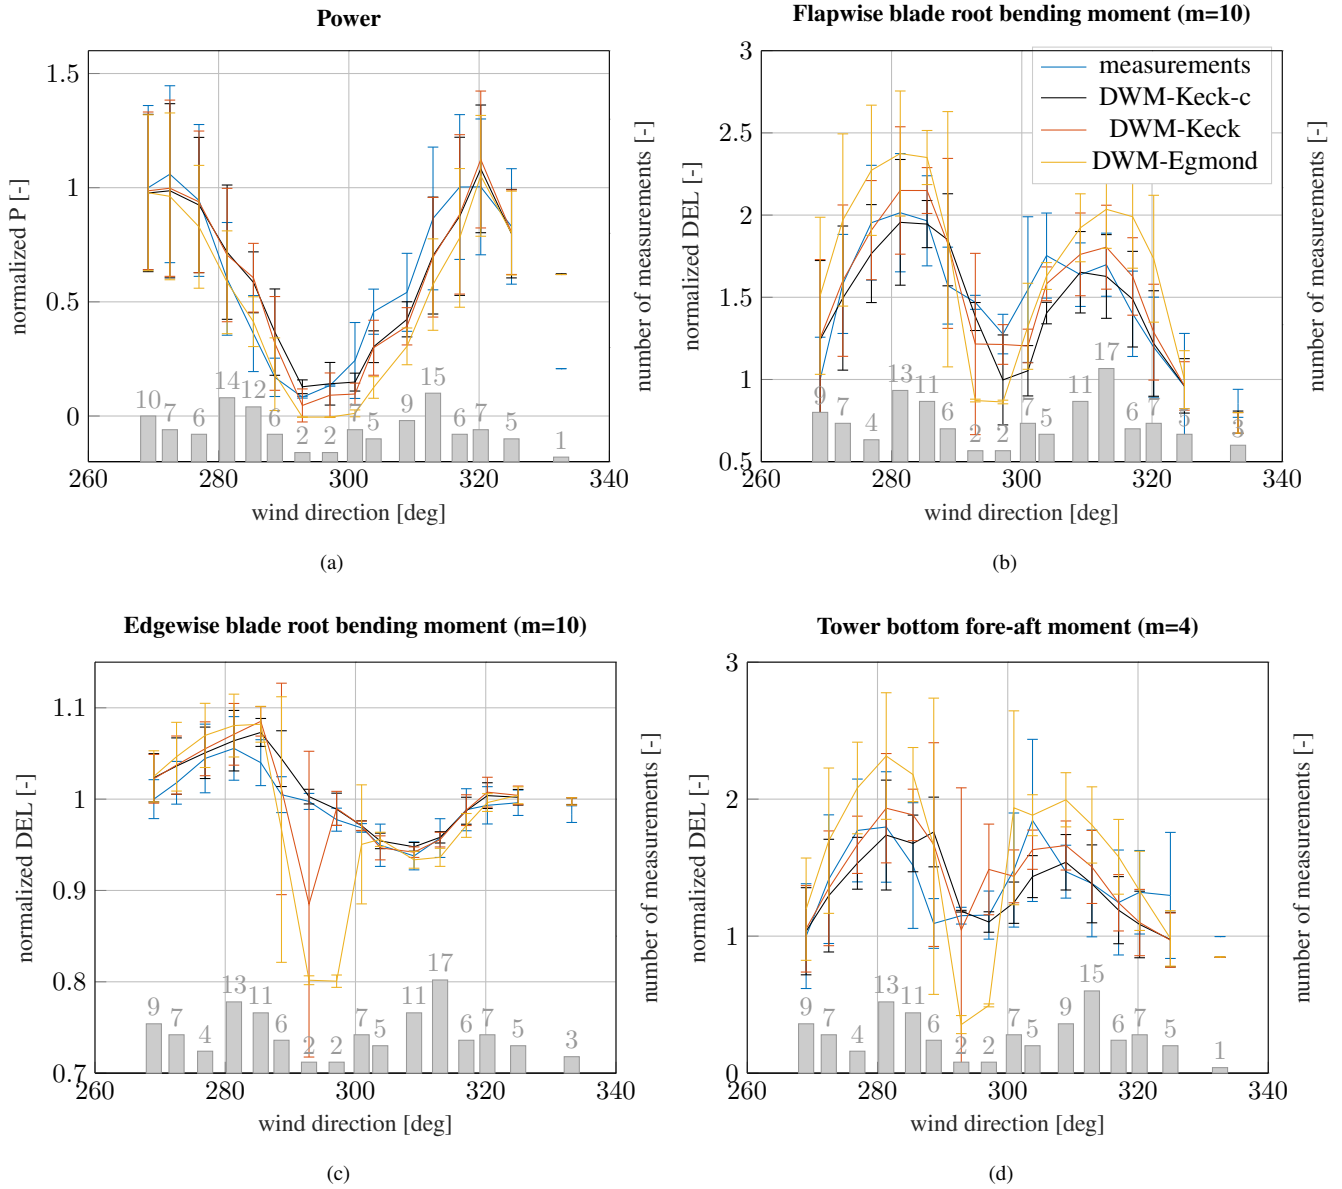 Power
normalized P [-]
1.5
1
0.5
0
10 7 6 14 12 6 2 2 7 5 9 15 6 7 5 1
260 280 300 320 340
wind direction [deg]
number of measurements [-]
(a)
Flapwise blade root bending moment (m=10)
normalized DEL [-]
3
2.5
2
1.5
1
0.5
measurements
DWM-Keck-c
DWM-Keck
DWM-Egmond
9 7 4 13 11 6 2 2 7 5 11 17 6 7 5 3
260 280 300 320 340
wind direction [deg]
number of measurements [-]
(b)
Edgewise blade root bending moment (m=10)
normalized DEL [-]
1.1
1
0.9
0.8
0.7
9 7 4 13 11 6 2 2 7 5 11 17 6 7 5 3
260 280 300 320 340
wind direction [deg]
number of measurements [-]
(c)
Tower bottom fore-aft moment (m=4)
normalized DEL [-]
3
2
1
0
9 7 4 13 11 6 2 2 7 5 9 15 6 7 5 1
260 280 300 320 340
wind direction [deg]
number of measurements [-]
(d)